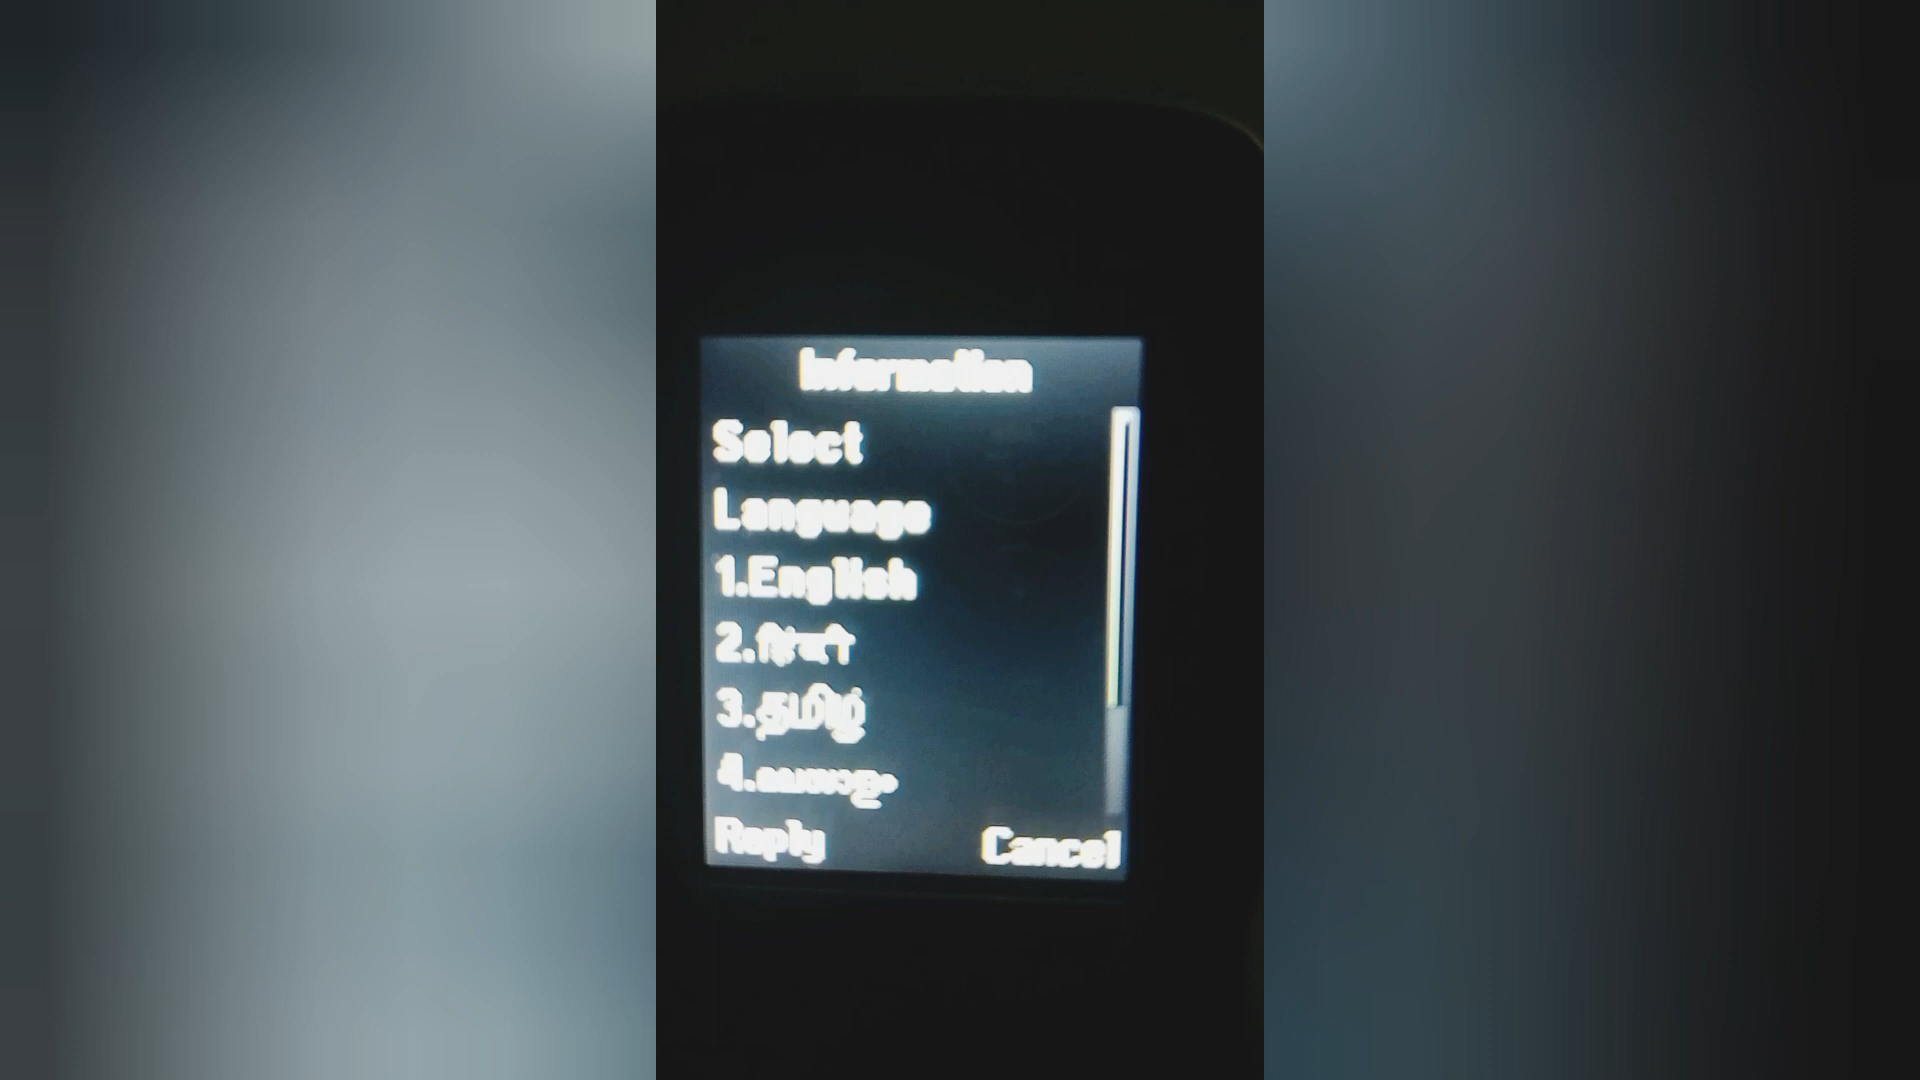 Information
Select
Language
1.English
2.हिन्दी
3.தமிழ்
4.മലയാളം
Reply
Cancel